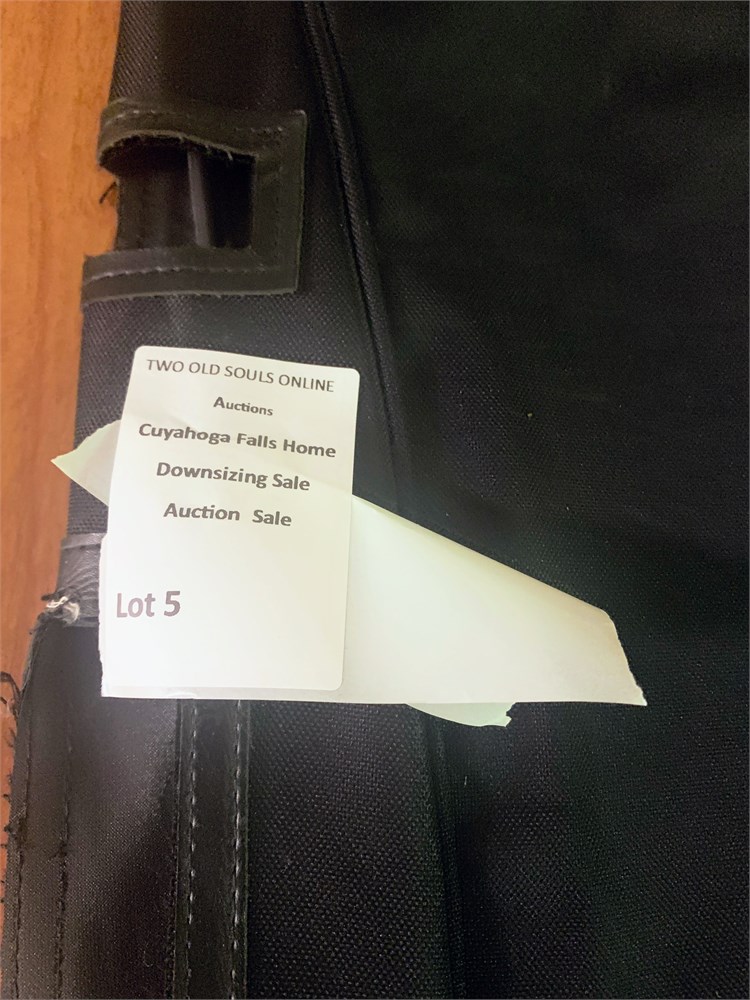 TWO OLD SOULS ONLINE
Auctions
Cuyahoga Falls Home
Downsizing Sale
Auction Sale
Lot 5